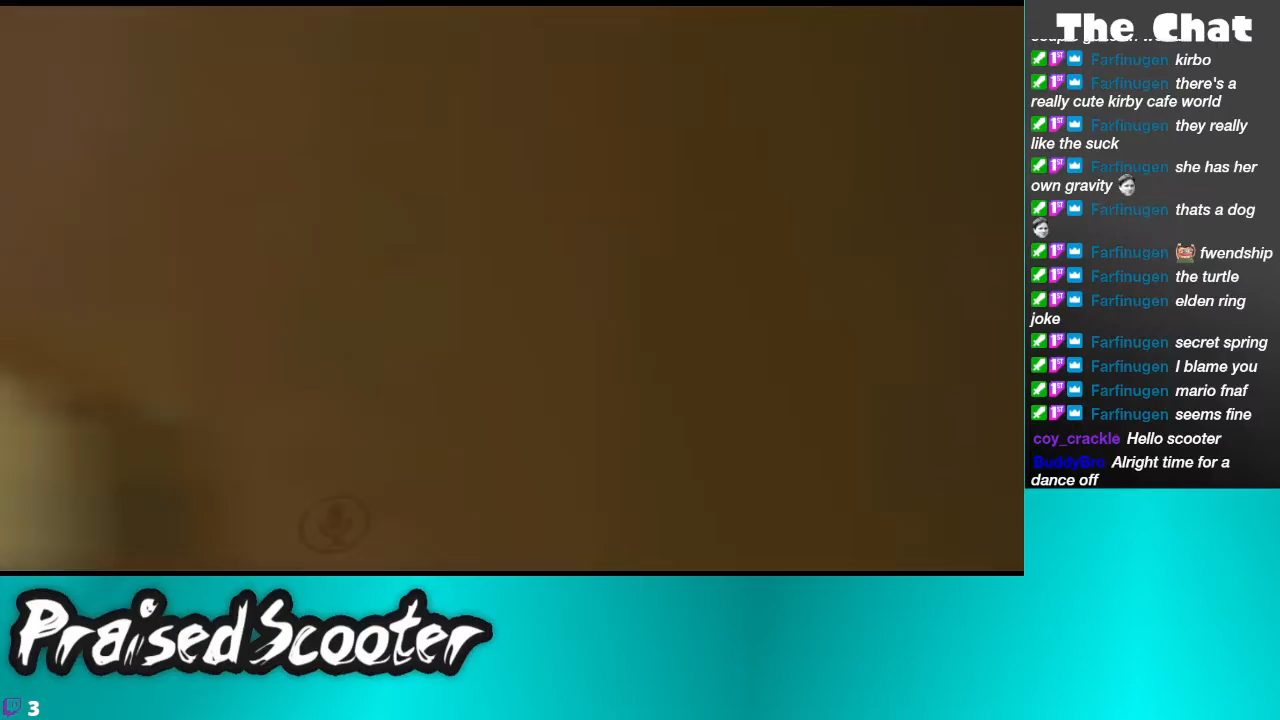 The Chat
Farfinugen kirbo
Farfinugen there's a
really cute kirby cafe world
Farfinugen they really
like the suck
Farfinugen she has her
own gravity
Farfinugen thats a dog
Farfinugen fwendship
Farfinugen the turtle
Farfinugen elden ring
joke
Farfinugen secret spring
Farfinugen I blame you
Farfinugen mario fnaf
Farfinugen seems fine
coy_crackle Hello scooter
BuddyBro Alright time for a
dance off
PraisedScooter
3